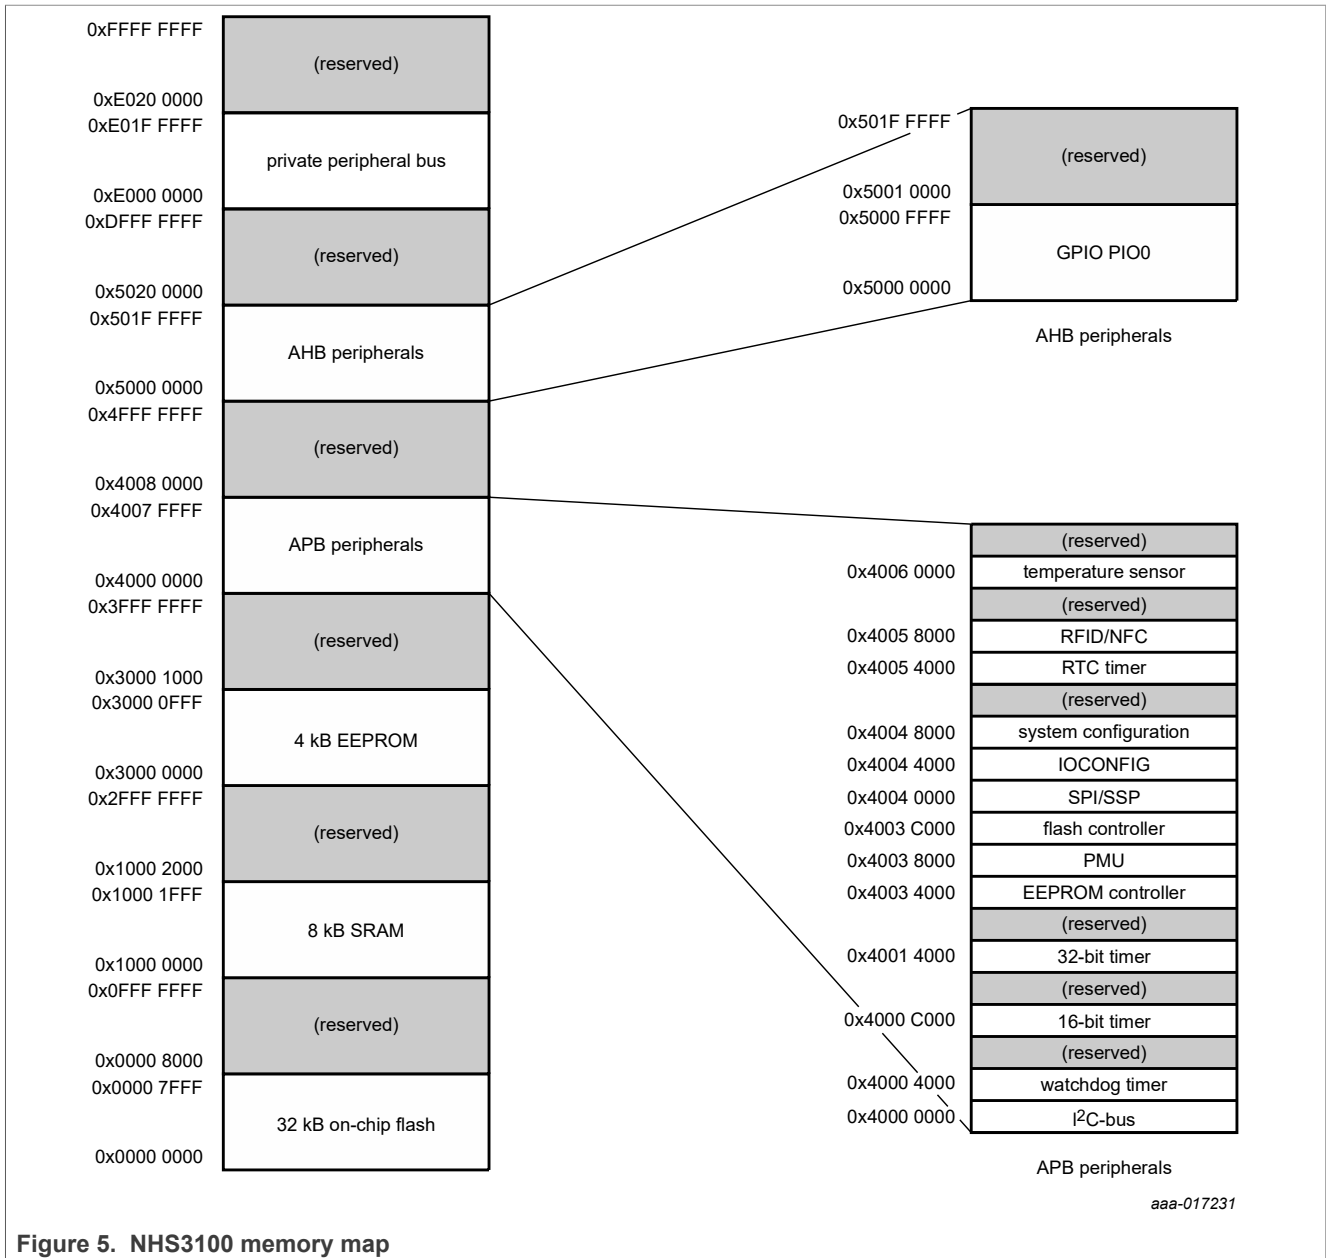 0xFFFF FFFF
(reserved)
0xE020 0000
0xE01F FFFF
private peripheral bus
0xE000 0000
0xDFFF FFFF
(reserved)
0x5020 0000
0x501F FFFF
AHB peripherals
0x5000 0000
0x4FFF FFFF
(reserved)
0x4008 0000
0x4007 FFFF
APB peripherals
0x4000 0000
0x3FFF FFFF
(reserved)
0x3000 1000
0x3000 0FFF
4 kB EEPROM
0x3000 0000
0x2FFF FFFF
(reserved)
0x1000 2000
0x1000 1FFF
8 kB SRAM
0x1000 0000
0x0FFF FFFF
(reserved)
0x0000 8000
0x0000 7FFF
32 kB on-chip flash
0x0000 0000
0x501F FFFF
(reserved)
0x5001 0000
0x5000 FFFF
GPIO PIO0
0x5000 0000
AHB peripherals
(reserved)
0x4006 0000 temperature sensor
(reserved)
0x4005 8000 RFID/NFC
0x4005 4000 RTC timer
(reserved)
0x4004 8000 system configuration
0x4004 4000 IOCONFIG
0x4004 0000 SPI/SSP
0x4003 C000 flash controller
0x4003 8000 PMU
0x4003 4000 EEPROM controller
(reserved)
0x4001 4000 32-bit timer
(reserved)
0x4000 C000 16-bit timer
(reserved)
0x4000 4000 watchdog timer
0x4000 0000 I2C-bus
APB peripherals
aaa-017231
Figure 5. NHS3100 memory map